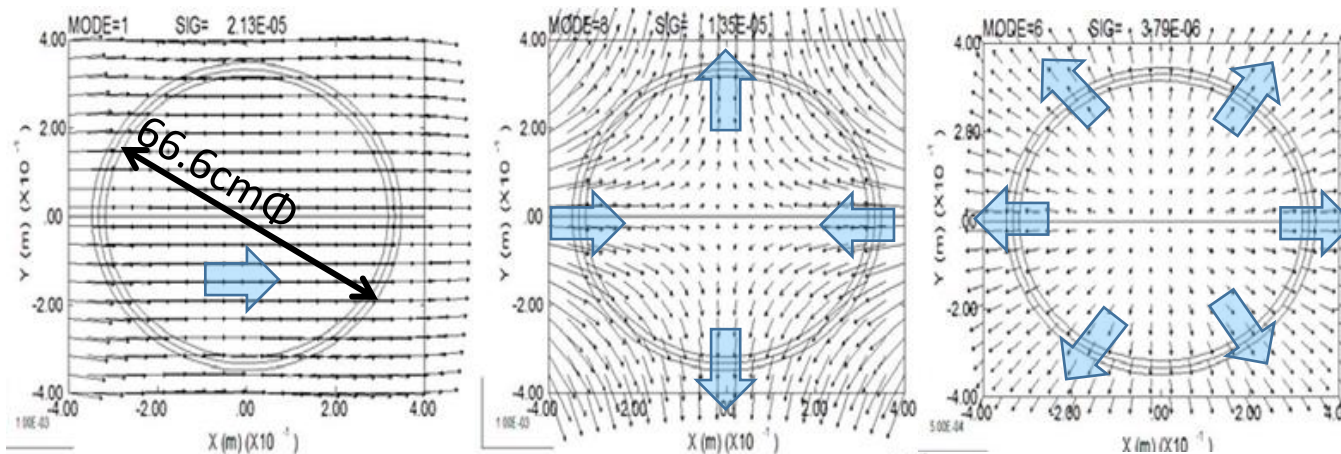 MODE=1 SIG= 2.13E-05
4.00
2.00
.00
-2.00
-4.00
Y (m) (X10 ⁻¹)
66.6cmΦ
-4.00 -2.00 .00 2.00 4.00
X (m) (X10 ⁻¹)
1.00E-03
MODE=8 SIG= 1.35E-05
4.00
2.00
.00
-2.00
-4.00
Y (m) (X10 ⁻¹)
-4.00 -2.00 .00 2.00 4.00
X (m) (X10 ⁻¹)
1.00E-03
MODE=6 SIG= 3.79E-06
4.00
2.00
.00
-2.00
-4.00
Y (m) (X10 ⁻¹)
-4.00 -2.00 .00 2.00 4.0
X (m) (X10 ⁻¹)
5.00E-04